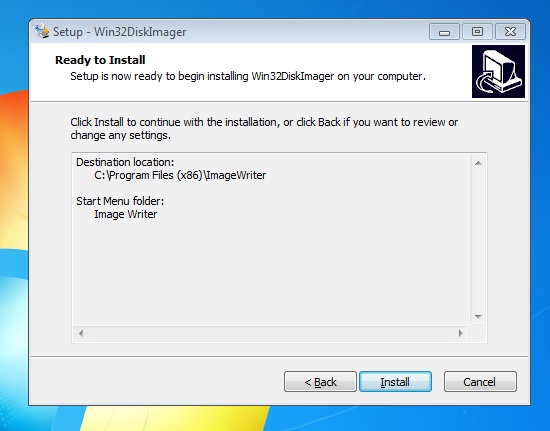 Setup - Win32DiskImager
Ready to Install
Setup is now ready to begin installing Win32DiskImager on your computer.
Click Install to continue with the installation, or click Back if you want to review or
change any settings.
Destination location:
C:\Program Files (x86)\ImageWriter
Start Menu folder:
Image Writer
< Back
Install
Cancel